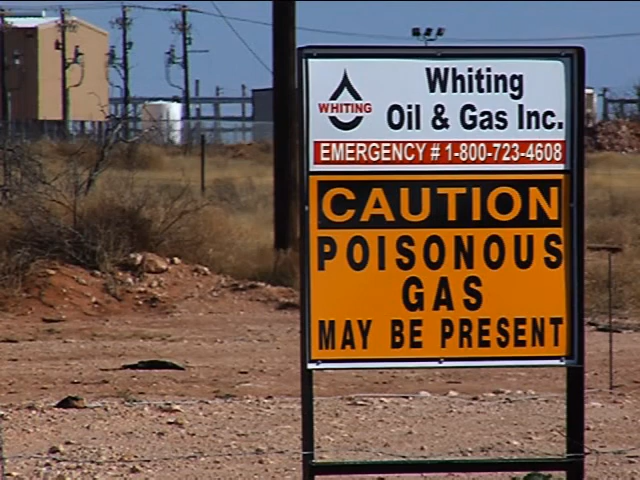 WHITING
Whiting
Oil & Gas Inc.
EMERGENCY # 1-800-723-4608
CAUTION
POISONOUS
GAS
MAY BE PRESENT